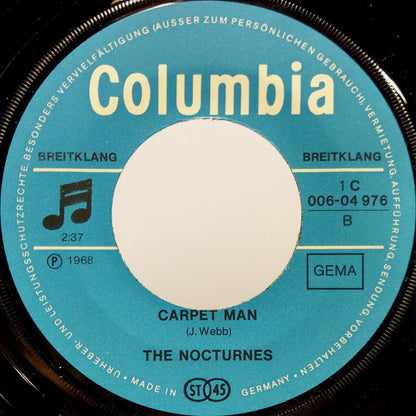 URHEBER- UND LEISTUNGSSCHUTZRECHTE, BESONDERS VERVIELFÄLTIGUNG (AUSSER ZUM PERSÖNLICHEN GEBRAUCH), VERMIETUNG, AUFFÜHRUNG, SENDUNG, VORBEHALTEN
Columbia
BREITKLANG
BREITKLANG
1 C
006-04 976
B
2:37
Ⓟ 1968
GEMA
CARPET MAN
(J. Webb)
THE NOCTURNES
• MADE IN ST 45 GERMANY •